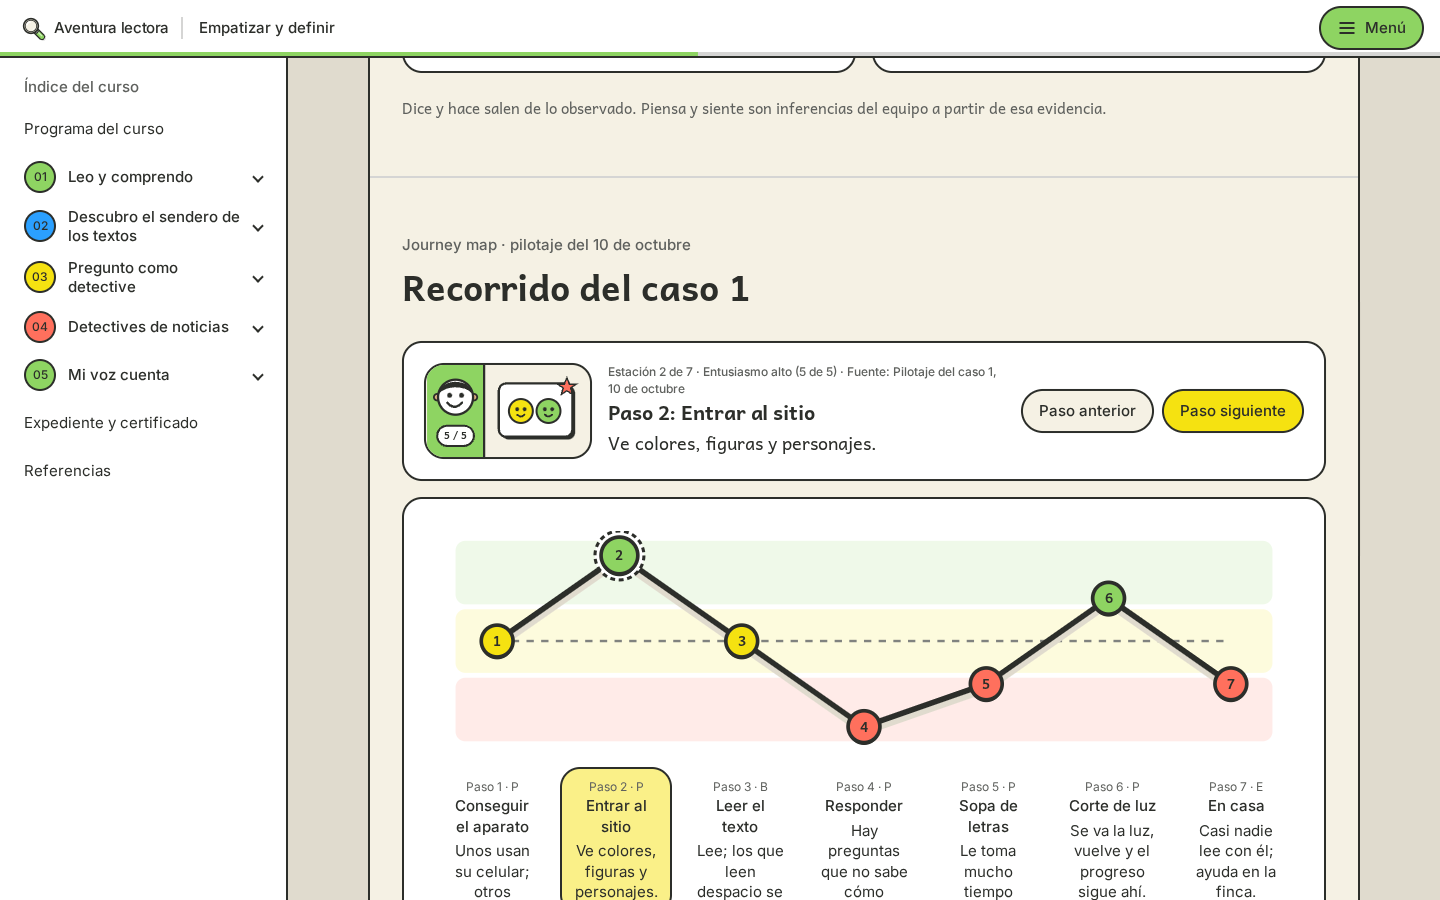 Aventura lectora
Empatizar y definir
Menú
Índice del curso
Programa del curso
01 Leo y comprendo
02 Descubro el sendero de
los textos
03 Pregunto como
detective
04 Detectives de noticias
05 Mi voz cuenta
Expediente y certificado
Referencias
Dice y hace salen de lo observado. Piensa y siente son inferencias del equipo a partir de esa evidencia.
Journey map · pilotaje del 10 de octubre
Recorrido del caso 1
5 / 5
Estación 2 de 7 · Entusiasmo alto (5 de 5) · Fuente: Pilotaje del caso 1,
10 de octubre
Paso 2: Entrar al sitio
Ve colores, figuras y personajes.
Paso anterior
Paso siguiente
1
2
3
4
5
6
7
Paso 1 · P
Conseguir
el aparato
Unos usan
su celular;
otros
Paso 2 · P
Entrar al
sitio
Ve colores,
figuras y
personajes.
Paso 3 · B
Leer el
texto
Lee; los que
leen
despacio se
Paso 4 · P
Responder
Hay
preguntas
que no sabe
cómo
Paso 5 · P
Sopa de
letras
Le toma
mucho
tiempo
Paso 6 · P
Corte de luz
Se va la luz,
vuelve y el
progreso
sigue ahí.
Paso 7 · E
En casa
Casi nadie
lee con él;
ayuda en la
finca.